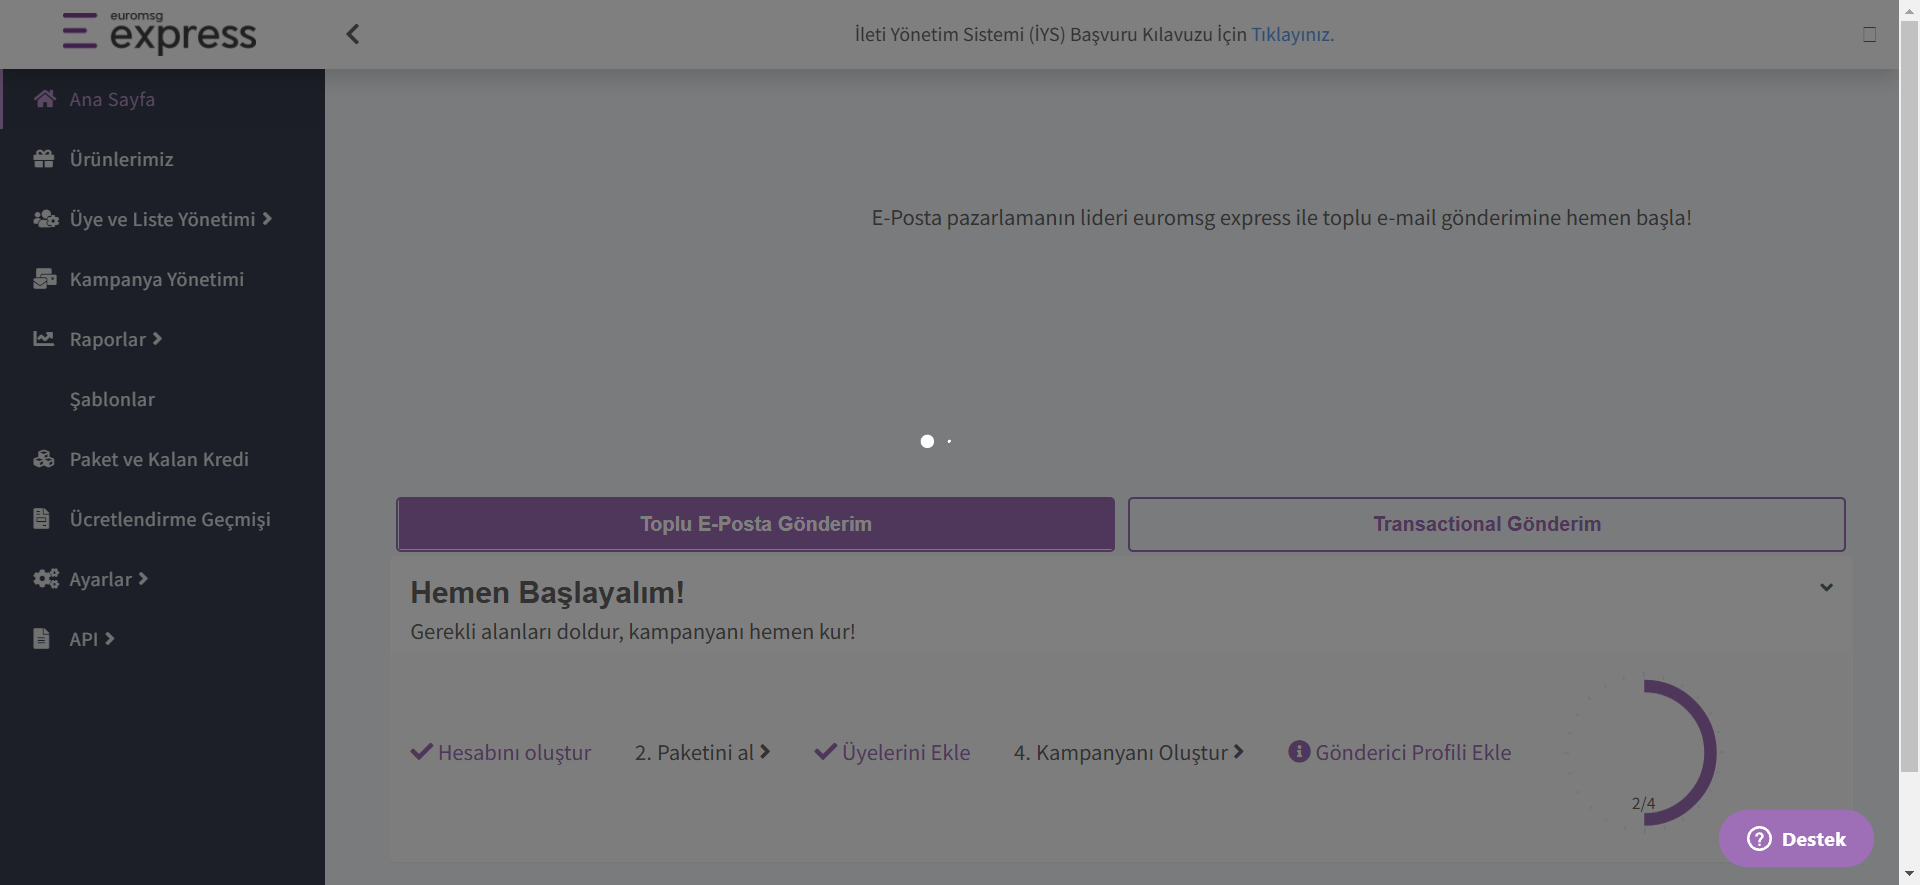 euromsg
express
İleti Yönetim Sistemi (İYS) Başvuru Kılavuzu İçin Tıklayınız.
Ana Sayfa
Ürünlerimiz
Üye ve Liste Yönetimi
Kampanya Yönetimi
Raporlar
Şablonlar
Paket ve Kalan Kredi
Ücretlendirme Geçmişi
Ayarlar
API
E-Posta pazarlamanın lideri euromsg express ile toplu e-mail gönderimine hemen başla!
Toplu E-Posta Gönderim
Transactional Gönderim
Hemen Başlayalım!
Gerekli alanları doldur, kampanyanı hemen kur!
Hesabını oluştur
2. Paketini al
Üyelerini Ekle
4. Kampanyanı Oluştur
Gönderici Profili Ekle
2/4
Destek